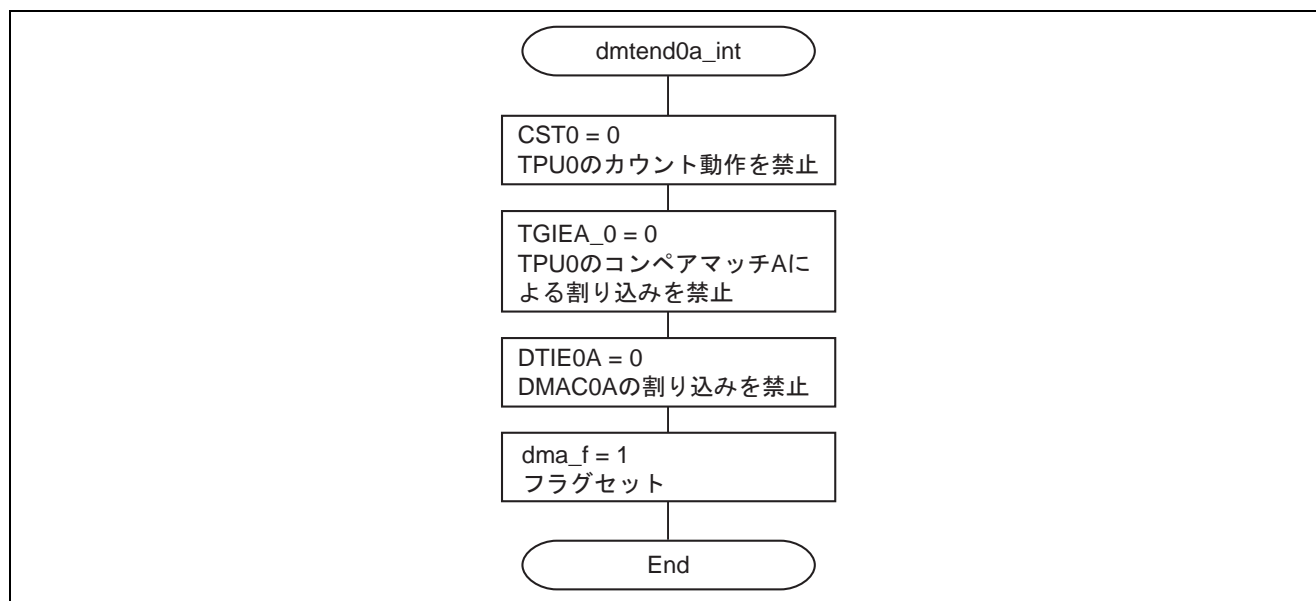 dmtend0a_int
CST0 = 0
TPU0のカウント動作を禁止
TGIEA_0 = 0
TPU0のコンペアマッチAに
よる割り込みを禁止
DTIE0A = 0
DMAC0Aの割り込みを禁止
dma_f = 1
フラグセット
End